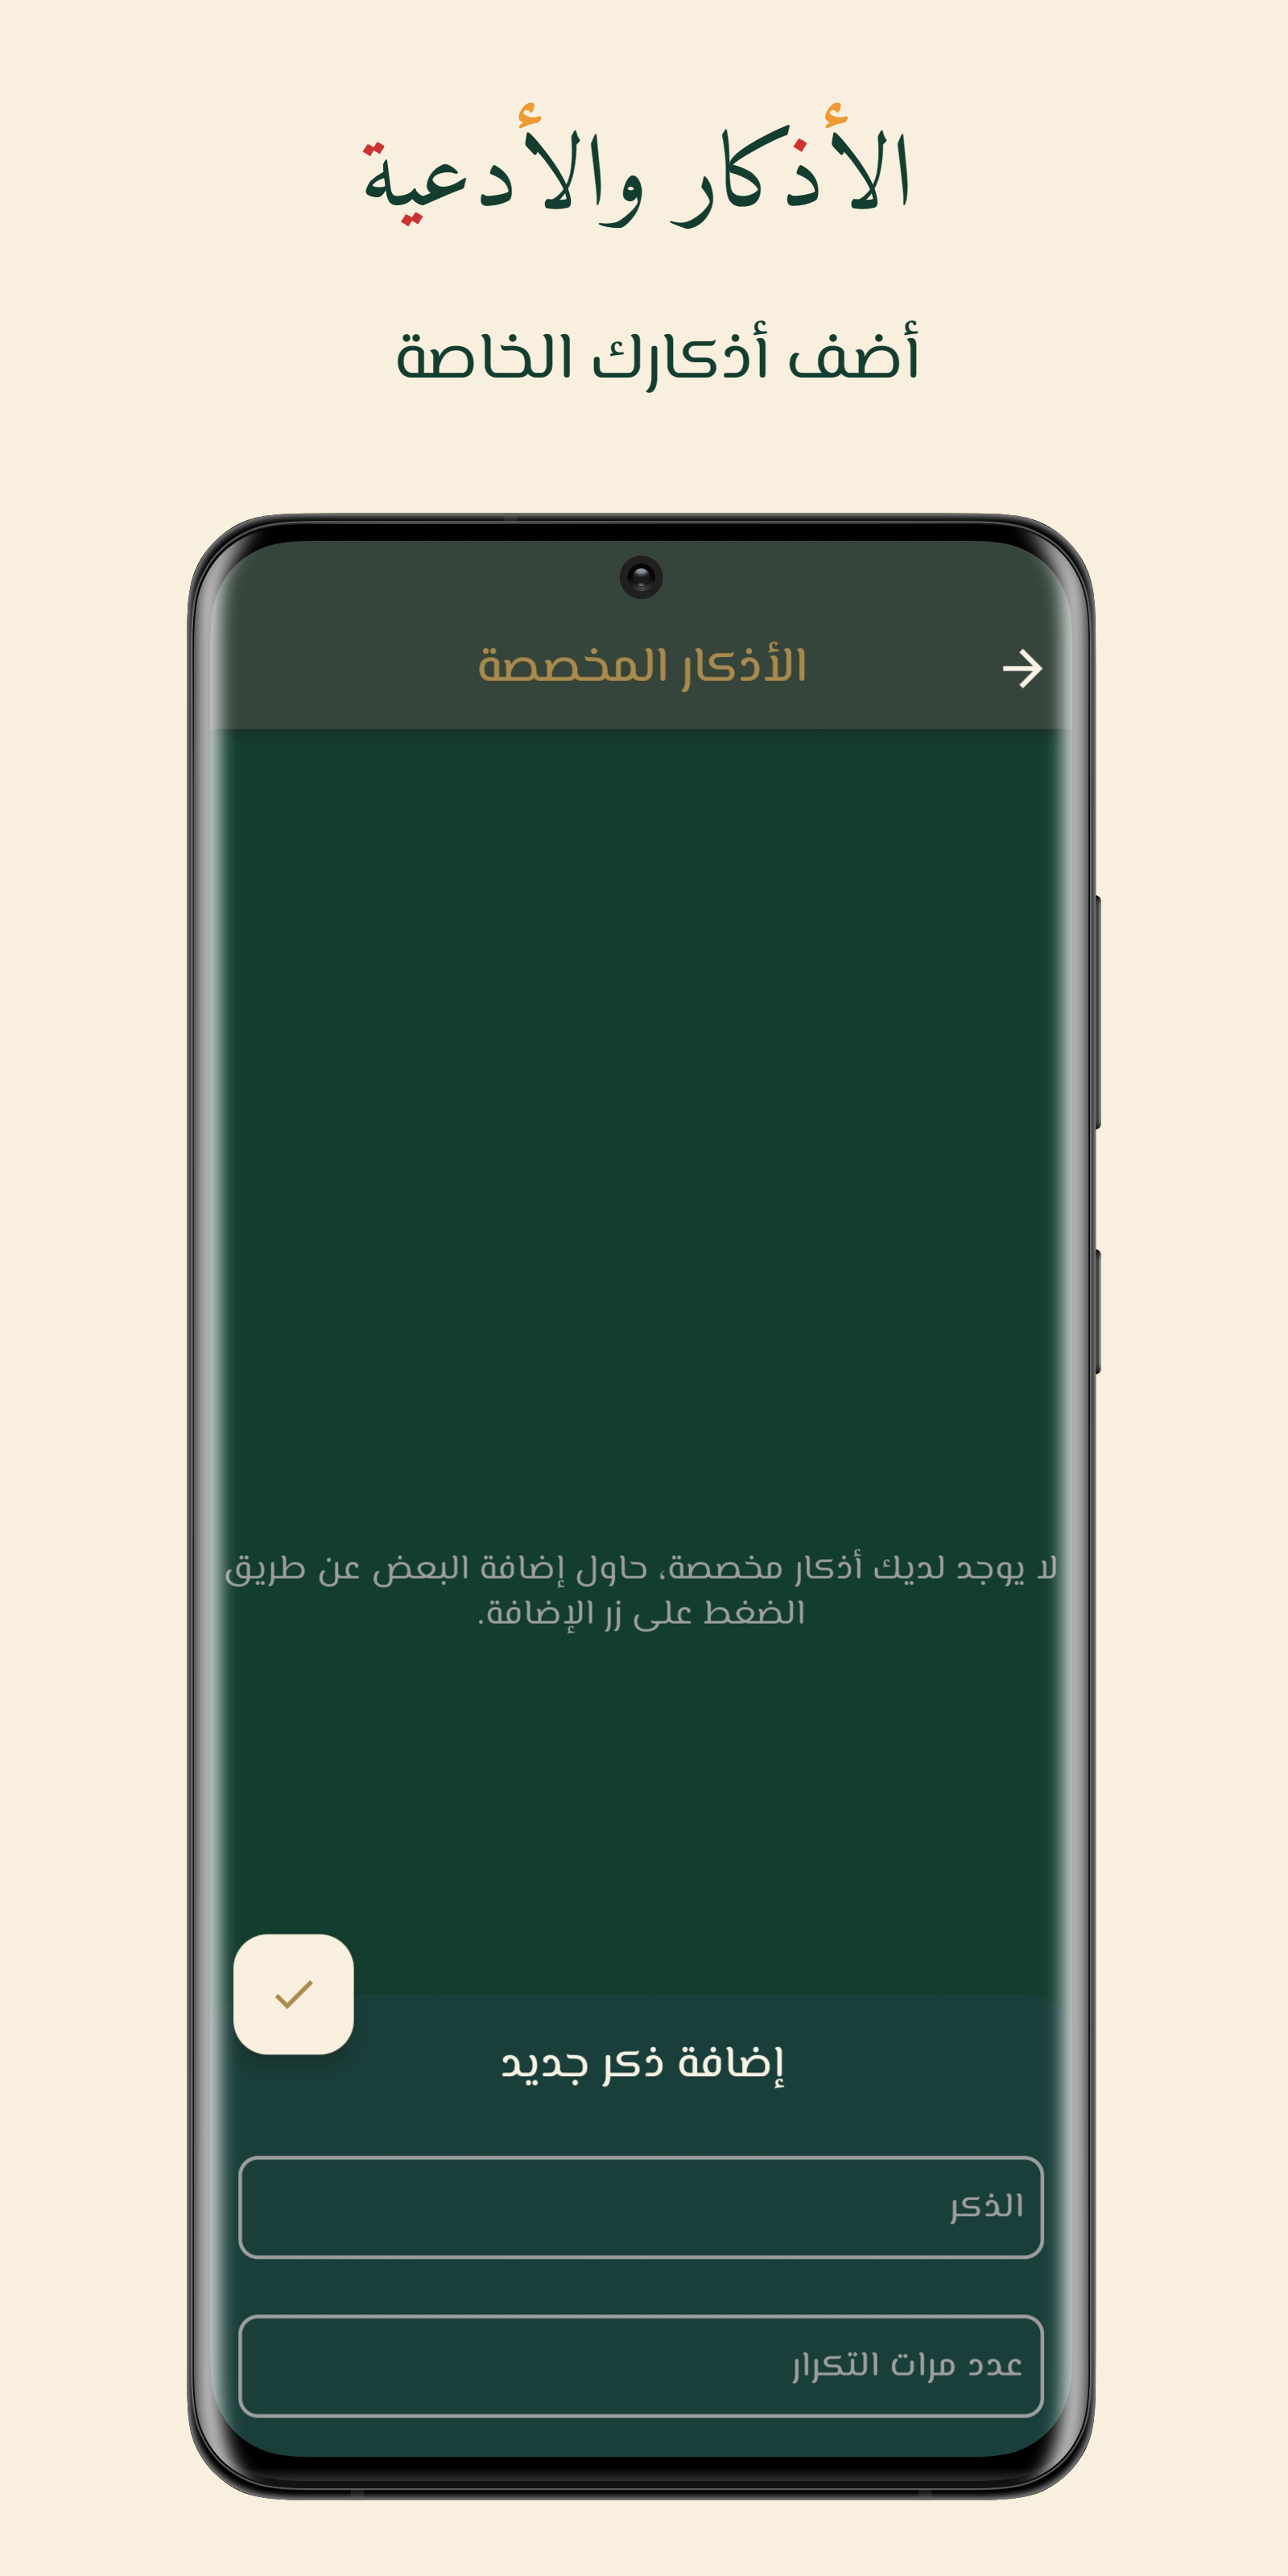 الأذكار والأدعية
أضف أذكارك الخاصة
الأذكار المخصصة
لا يوجد لديك أذكار مخصصة، حاول إضافة البعض عن طريق
الضغط على زر الإضافة.
إضافة ذكر جديد
الذكر
عدد مرات التكرار